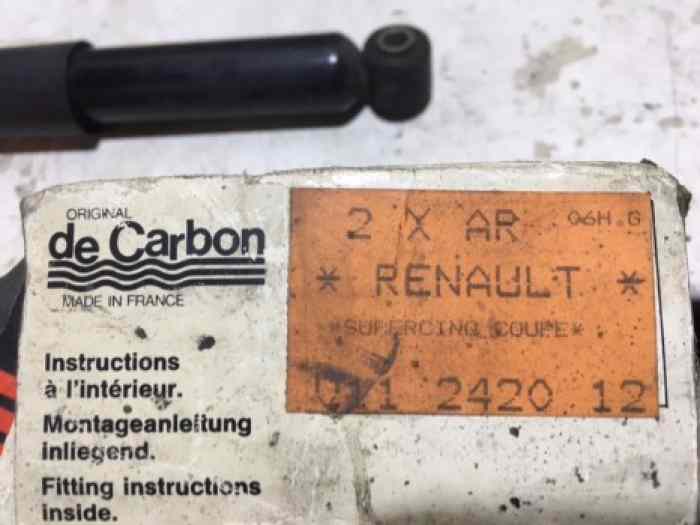 ORIGINAL
de Carbon
MADE IN FRANCE
Instructions
à l'intérieur.
Montageanleitung
inliegend.
Fitting instructions
inside.
2 X AR 06H G
* RENAULT *
*SUPERCINQ COUPE*
2420 12